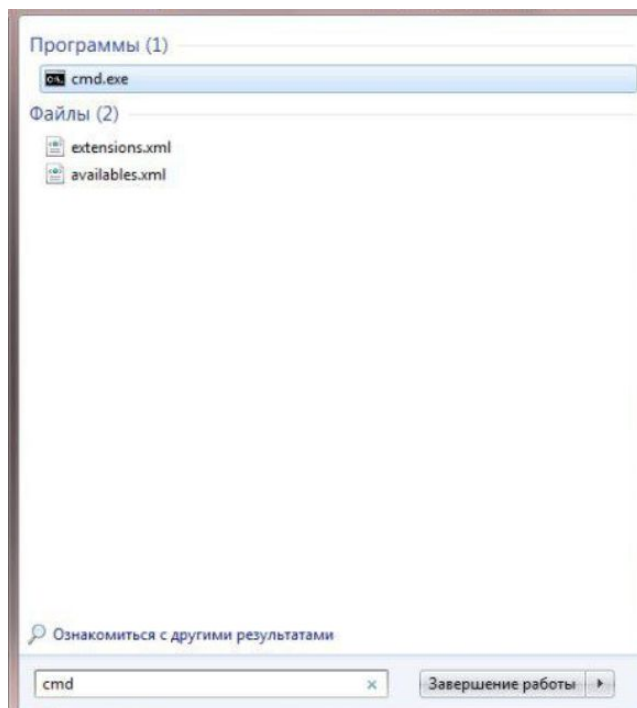 Программы (1)
cmd.exe
Файлы (2)
extensions.xml
availables.xml
Ознакомиться с другими результатами
cmd
Завершение работы